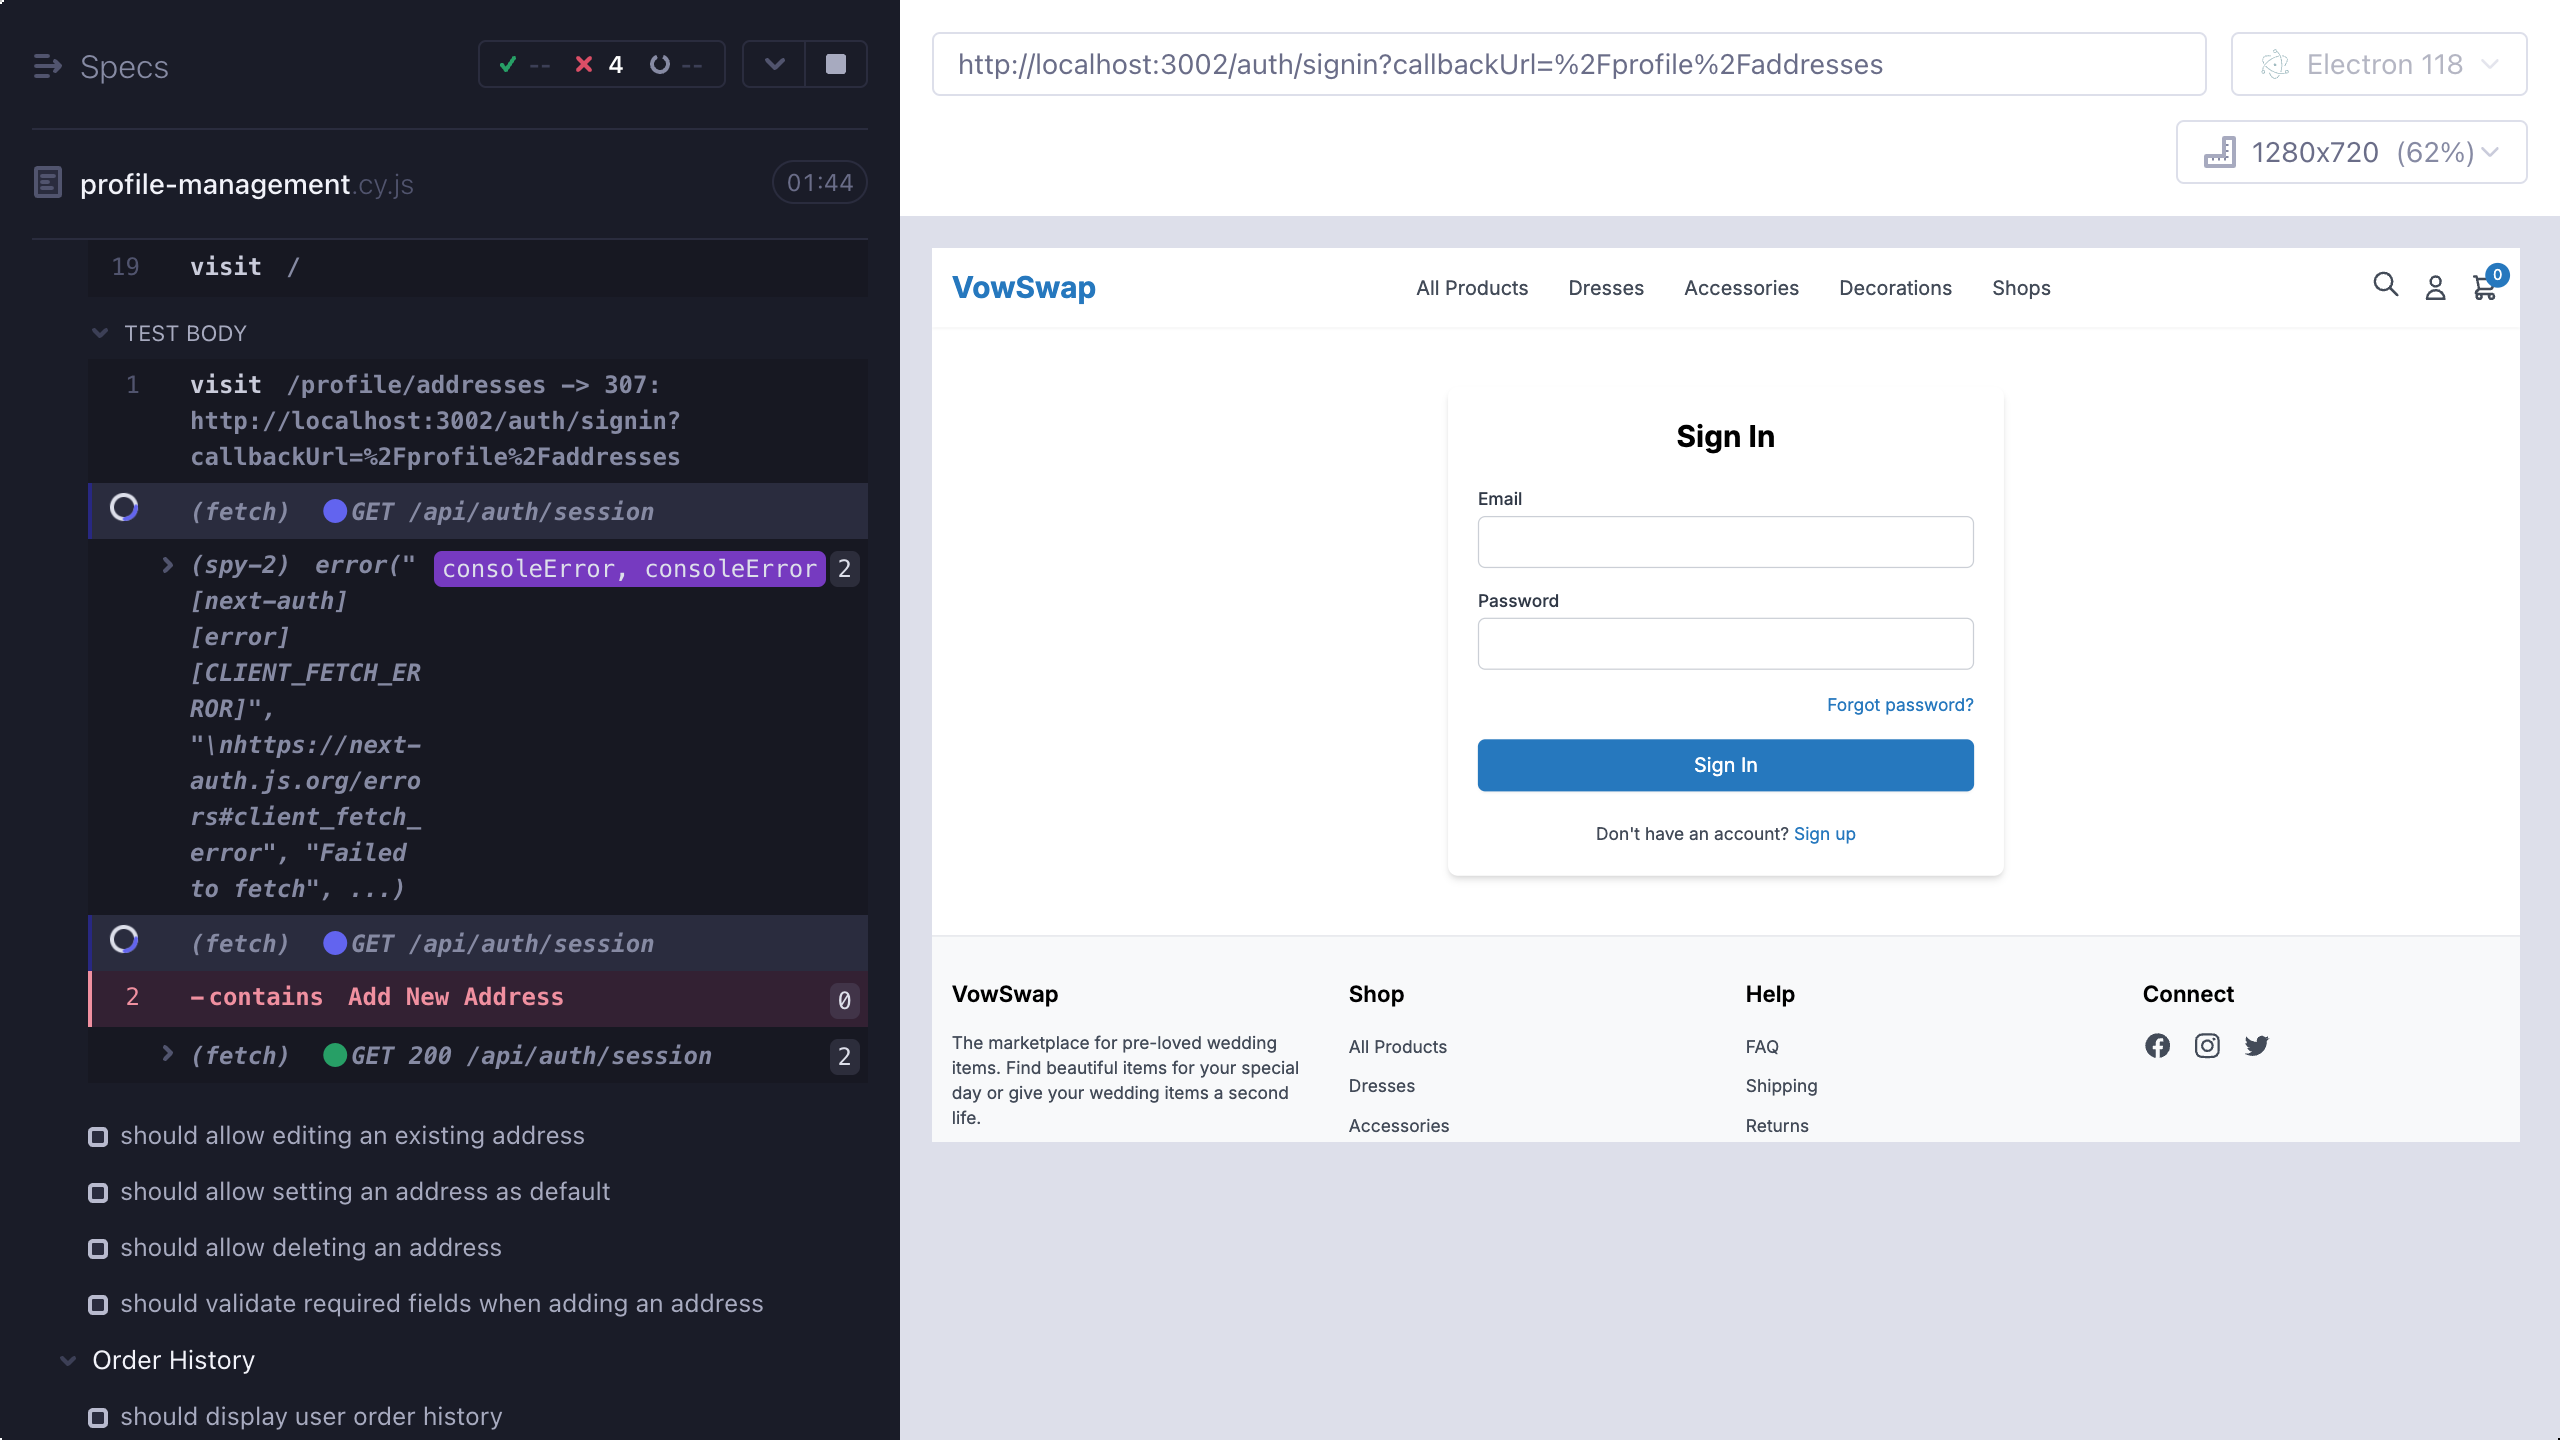 Specs
-- 4 --
profile-management.cy.js 01:44
19 visit /
TEST BODY
1 visit /profile/addresses -> 307:
http://localhost:3002/auth/signin?
callbackUrl=%2Fprofile%2Faddresses
(fetch) GET /api/auth/session
(spy-2) error(" consoleError, consoleError 2
[next-auth]
[error]
[CLIENT_FETCH_ER
ROR]",
"\nhttps://next-
auth.js.org/erro
rs#client_fetch_
error", "Failed
to fetch", ...)
(fetch) GET /api/auth/session
2 -contains Add New Address 0
(fetch) GET 200 /api/auth/session 2
should allow editing an existing address
should allow setting an address as default
should allow deleting an address
should validate required fields when adding an address
Order History
should display user order history
http://localhost:3002/auth/signin?callbackUrl=%2Fprofile%2Faddresses
Electron 118
1280x720 (62%)
VowSwap
All Products Dresses Accessories Decorations Shops
0
Sign In
Email
Password
Forgot password?
Sign In
Don't have an account? Sign up
VowSwap
The marketplace for pre-loved wedding
items. Find beautiful items for your special
day or give your wedding items a second
life.
Shop
All Products
Dresses
Accessories
Help
FAQ
Shipping
Returns
Connect